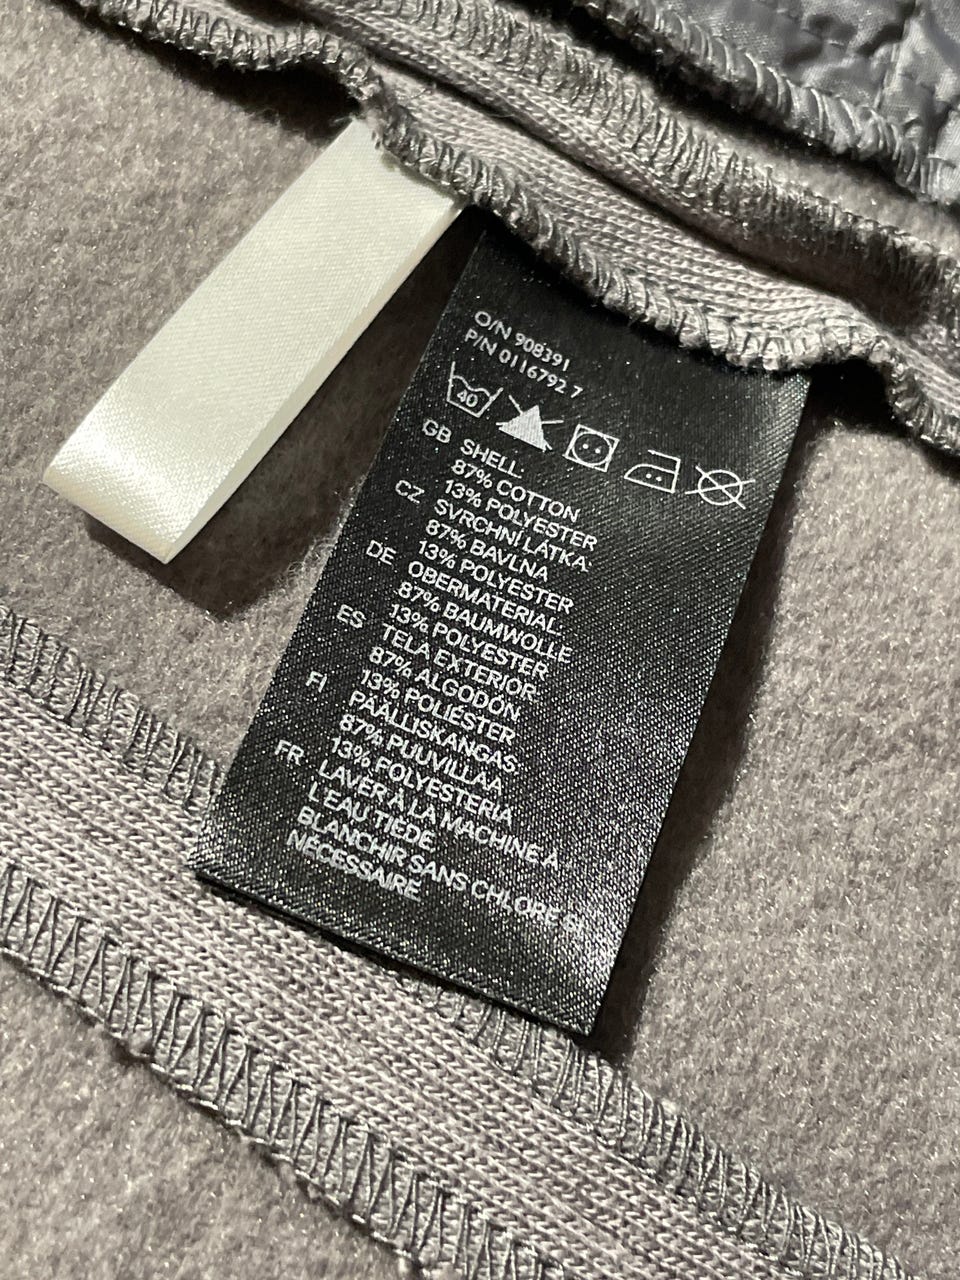 O/N 908391
P/N 0116792 7
40
GB SHELL:
87% COTTON
13% POLYESTER
CZ SVRCHNÍ LÁTKA:
87% BAVLNA
13% POLYESTER
DE OBERMATERIAL:
87% BAUMWOLLE
13% POLYESTER
ES TELA EXTERIOR:
87% ALGODÓN
13% POLIÉSTER
FI PÄÄLLISKANGAS:
87% PUUVILLAA
13% POLYESTERIA
FR LAVER À LA MACHINE À
L'EAU TIÈDE
BLANCHIR SANS CHLORE SI
NÉCESSAIRE